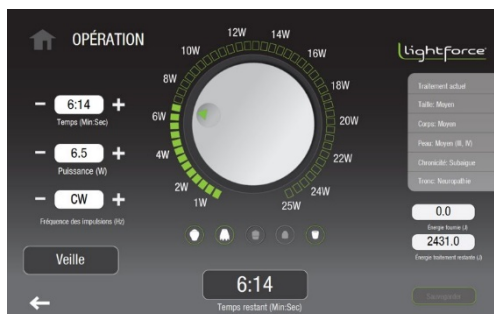 OPÉRATION
lightforce
12W 14W
10W 16W
8W 18W
6W 20W
4W 22W
2W 24W
1W 25W
- 6:14 +
Temps (Min:Sec)
- 6.5 +
Puissance (W)
- CW +
Fréquence des Impulsions (Hz)
Veille
6:14
Temps restant (Min:Sec)
Traitement actuel
Taille: Moyen
Corps: Moyen
Peau: Moyen (III, IV)
Chronicité: Subaigue
Tronc: Neuropathie
0.0
Énergie fournie (J)
2431.0
Énergie traitement restante (J)
Sauvegarder